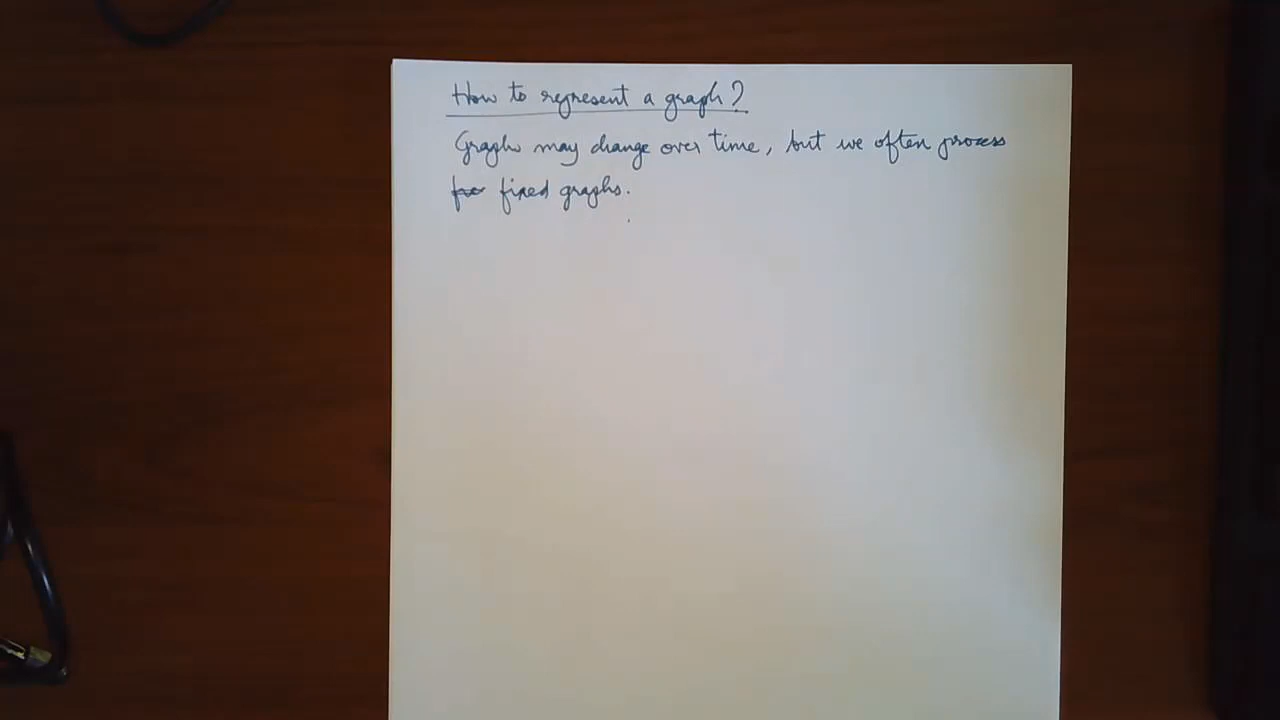 How to represent a graph?
Graphs may change over time, but we often process
fixed graphs.